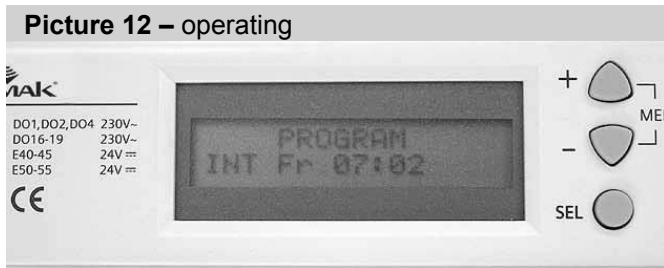 Picture 12 – operating
MAK
DO1,DO2,DO4 230V~
DO16-19 230V~
E40-45 24V ⎓
E50-55 24V ⎓
CE
PROGRAM
INT Fr 07:02
+
ME
-
SEL